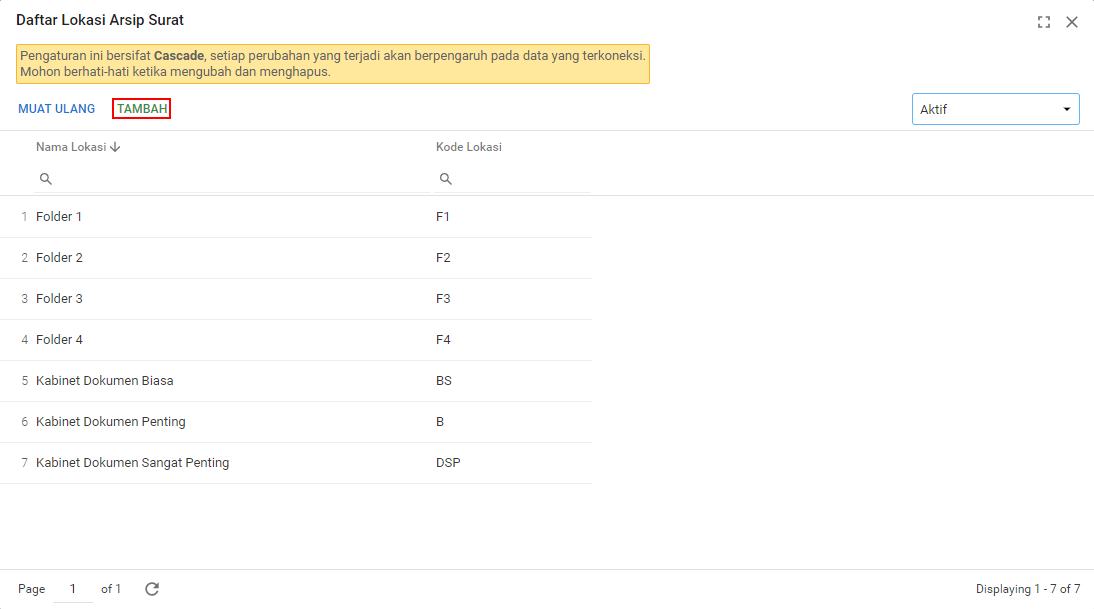 Daftar Lokasi Arsip Surat
Pengaturan ini bersifat Cascade, setiap perubahan yang terjadi akan berpengaruh pada data yang terkoneksi.
Mohon berhati-hati ketika mengubah dan menghapus.
MUAT ULANG TAMBAH Aktif
Nama Lokasi Kode Lokasi
1 Folder 1 F1
2 Folder 2 F2
3 Folder 3 F3
4 Folder 4 F4
5 Kabinet Dokumen Biasa BS
6 Kabinet Dokumen Penting B
7 Kabinet Dokumen Sangat Penting DSP
Page 1 of 1 Displaying 1 - 7 of 7